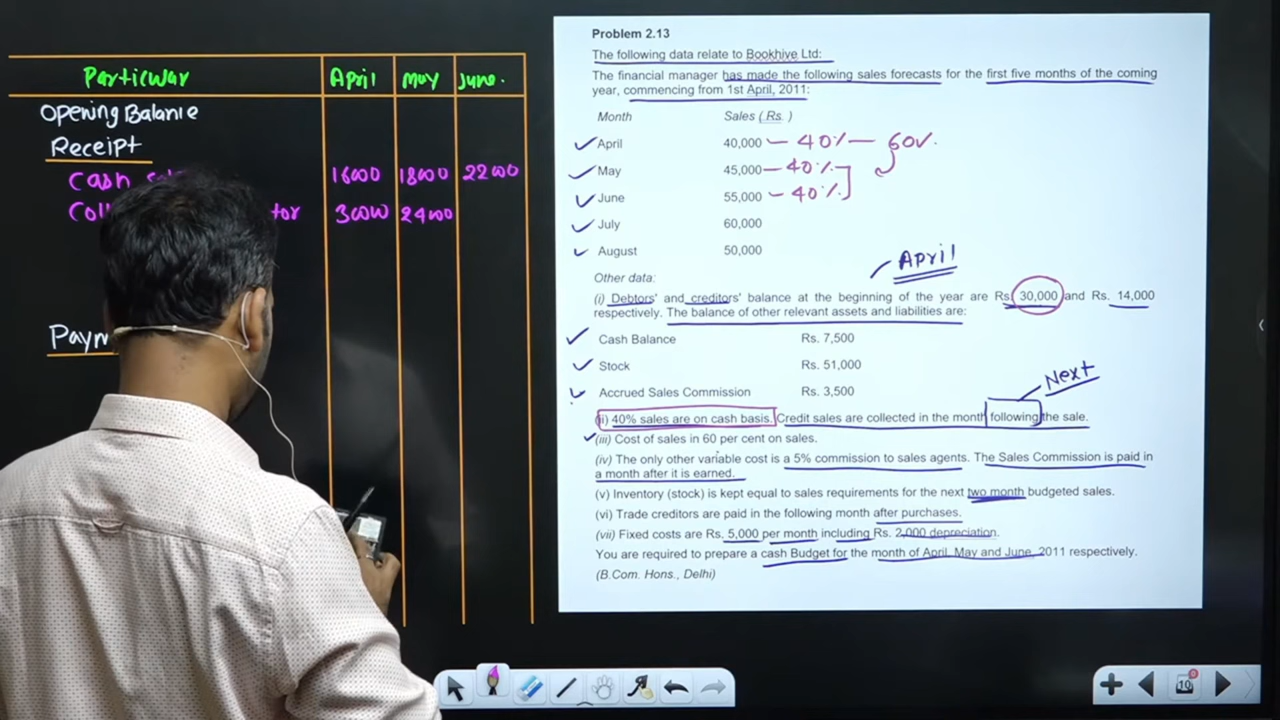 Particular April May June.
Opening Balance
Receipt
Cash 16000 18000 22000
tor 30000 24000
Problem 2.13
The following data relate to Bookhive Ltd:
The financial manager has made the following sales forecasts for the first five months of the coming
year, commencing from 1st April, 2011:
Month Sales (.Rs. )
April 40,000 — 40% — 60%.
May 45,000 — 40%
June 55,000 — 40%
July 60,000
August 50,000
April
Other data:
(i) Debtors' and creditors' balance at the beginning of the year are Rs. 30,000 and Rs. 14,000
respectively. The balance of other relevant assets and liabilities are:
Cash Balance Rs. 7,500
Stock Rs. 51,000
Accrued Sales Commission Rs. 3,500
Next
(ii) 40% sales are on cash basis. Credit sales are collected in the month following the sale.
(iii) Cost of sales in 60 per cent on sales.
(iv) The only other variable cost is a 5% commission to sales agents. The Sales Commission is paid in
a month after it is earned.
(v) Inventory (stock) is kept equal to sales requirements for the next two month budgeted sales.
(vi) Trade creditors are paid in the following month after purchases.
(vii) Fixed costs are Rs. 5,000 per month including Rs. 2,000 depreciation.
You are required to prepare a cash Budget for the month of April, May and June, 2011 respectively.
(B.Com. Hons., Delhi)
10